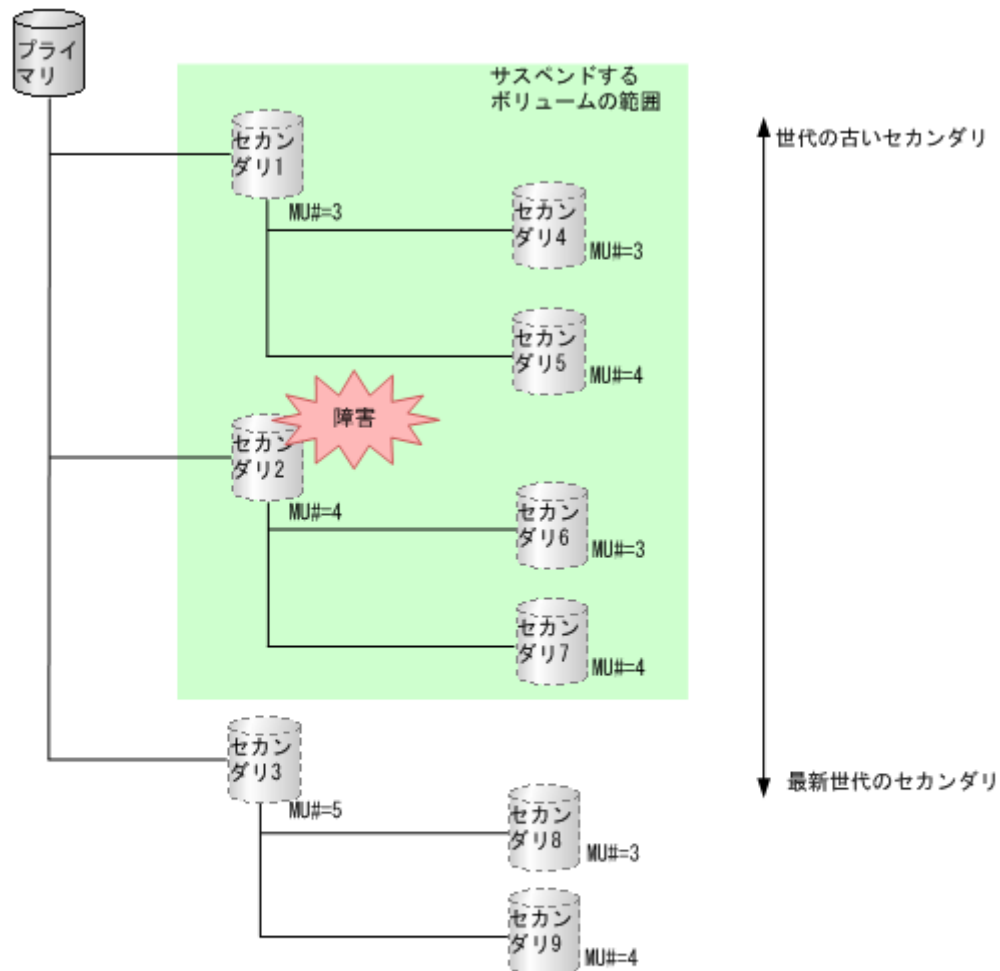 プライ
マリ
サスペンドする
ボリュームの範囲
世代の古いセカンダリ
セカン
ダリ1
MU#=3
セカン
ダリ4
MU#=3
セカン
ダリ5
MU#=4
障害
セカン
ダリ2
MU#=4
セカン
ダリ6
MU#=3
セカン
ダリ7
MU#=4
セカン
ダリ3
MU#=5
最新世代のセカンダリ
セカン
ダリ8
MU#=3
セカン
ダリ9
MU#=4